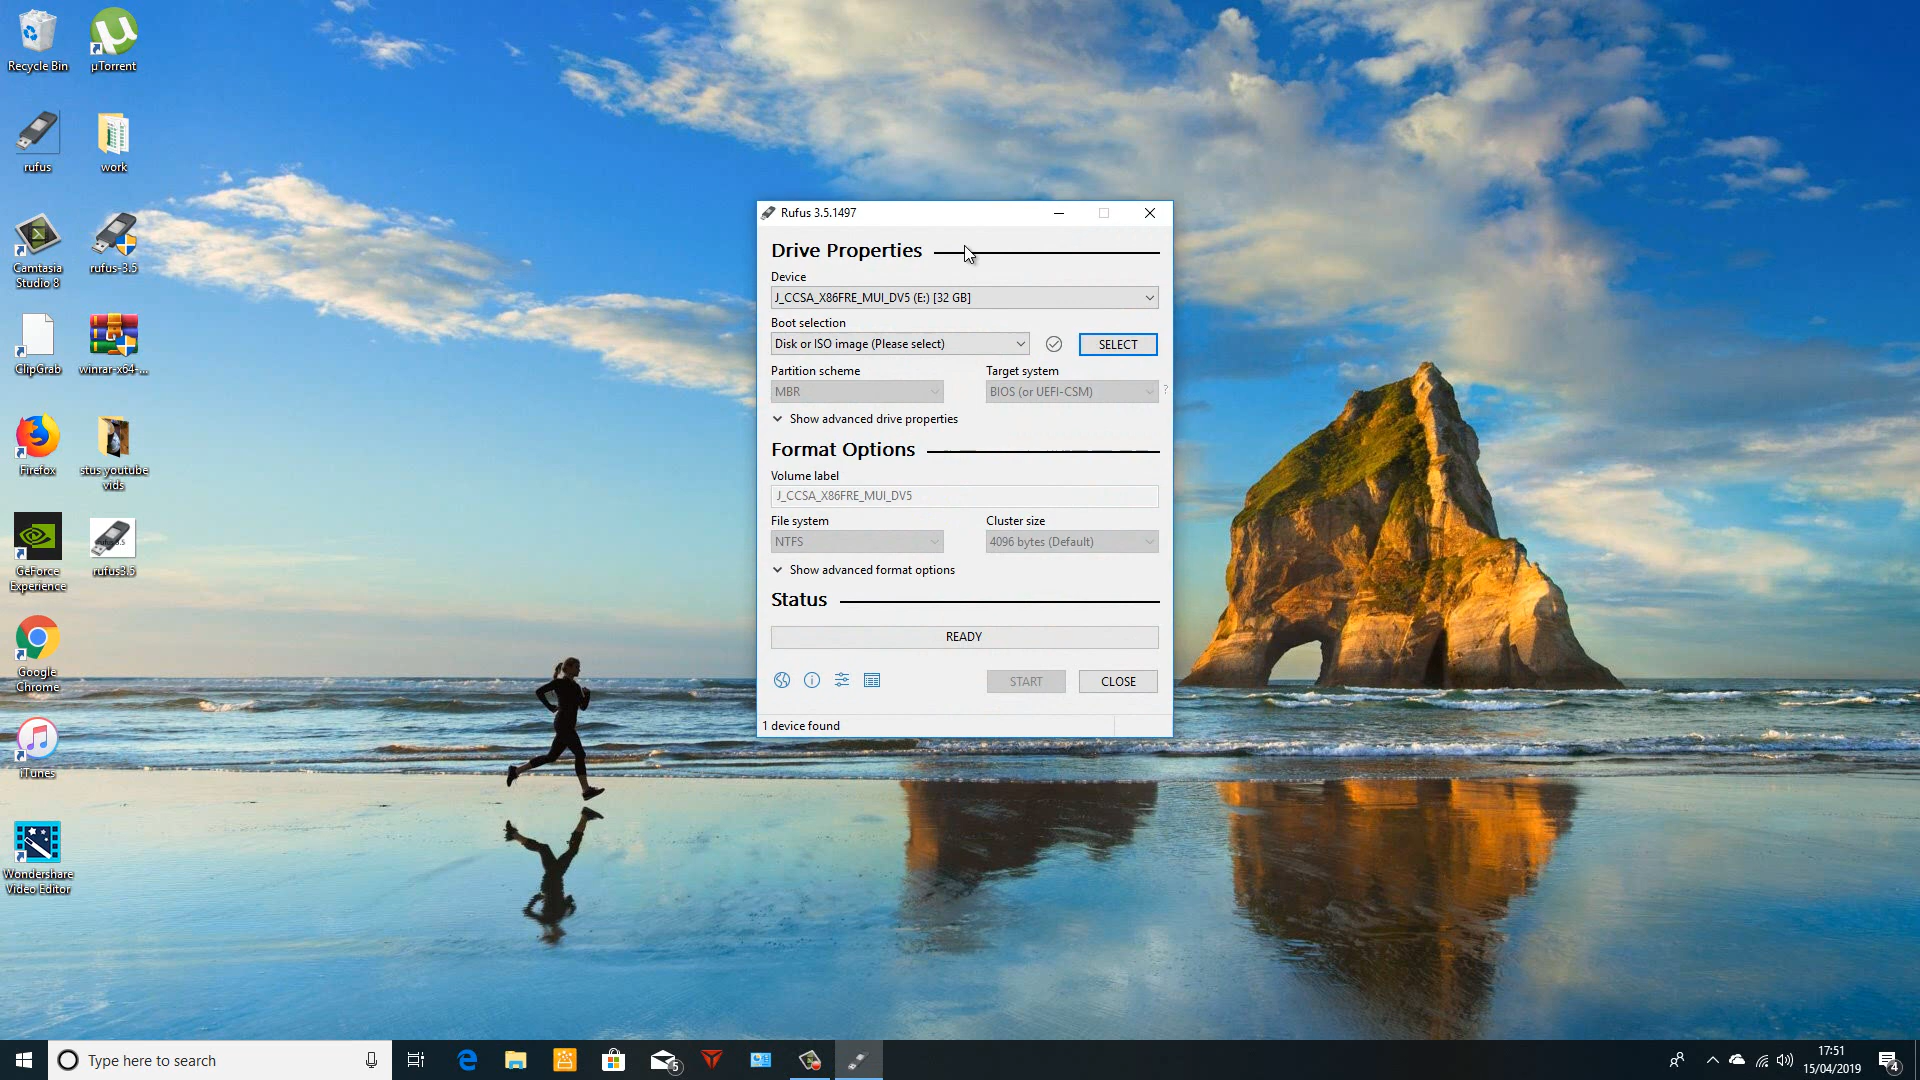 Recycle Bin
µTorrent
rufus
work
Camtasia
Studio 8
rufus-3.5
ClipGrab
winrar-x64-...
Firefox
stus youtube
vids
GeForce
Experience
rufus3.5
Google
Chrome
iTunes
Wondershare
Video Editor
Rufus 3.5.1497
Drive Properties
Device
J_CCSA_X86FRE_MUI_DV5 (E:) [32 GB]
Boot selection
Disk or ISO image (Please select)
SELECT
Partition scheme
Target system
MBR
BIOS (or UEFI-CSM)
?
Show advanced drive properties
Format Options
Volume label
J_CCSA_X86FRE_MUI_DV5
File system
Cluster size
NTFS
4096 bytes (Default)
Show advanced format options
Status
READY
START
CLOSE
1 device found
Type here to search
5
17:51
15/04/2019
4